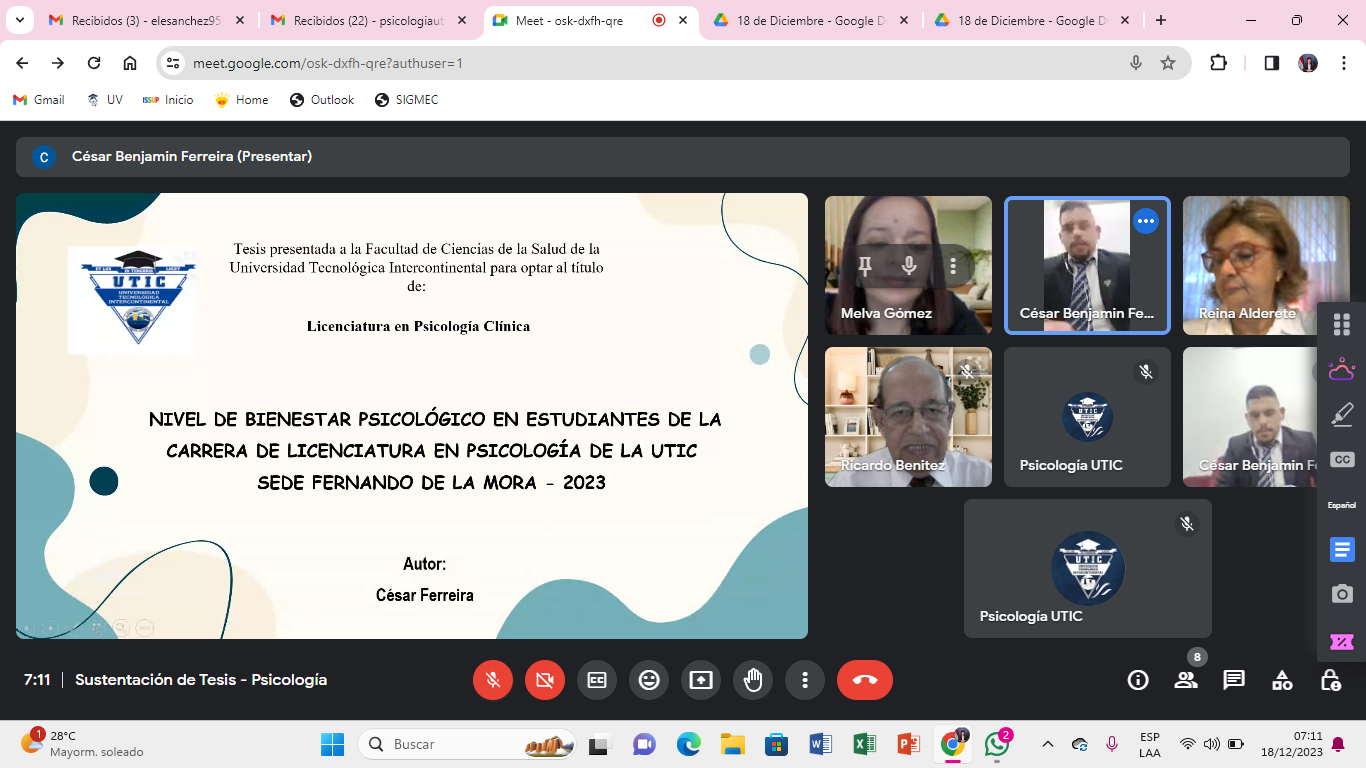 Recibidos (3) - elesanchez95
Recibidos (22) - psicologiaut
Meet - osk-dxfh-qre
18 de Diciembre - Google D
18 de Diciembre - Google D
meet.google.com/osk-dxfh-qre?authuser=1
Gmail
UV
ISSUP Inicio
Home
Outlook
SIGMEC
C
César Benjamin Ferreira (Presentar)
Tesis presentada a la Facultad de Ciencias de la Salud de la
Universidad Tecnológica Intercontinental para optar al título
de:
Licenciatura en Psicología Clínica
UTIC
UNIVERSIDAD
TECNOLÓGICA
INTERCONTINENTAL
NIVEL DE BIENESTAR PSICOLÓGICO EN ESTUDIANTES DE LA
CARRERA DE LICENCIATURA EN PSICOLOGÍA DE LA UTIC
SEDE FERNANDO DE LA MORA - 2023
Autor:
César Ferreira
Melva Gómez
César Benjamin Fe...
Reina Alderete
Ricardo Benitez
UTIC
Psicología UTIC
César Benjamin F
UTIC
Psicología UTIC
CC
Español
7:11
Sustentación de Tesis - Psicología
8
1
28°C
Mayorm. soleado
Buscar
2
ESP
LAA
07:11
18/12/2023